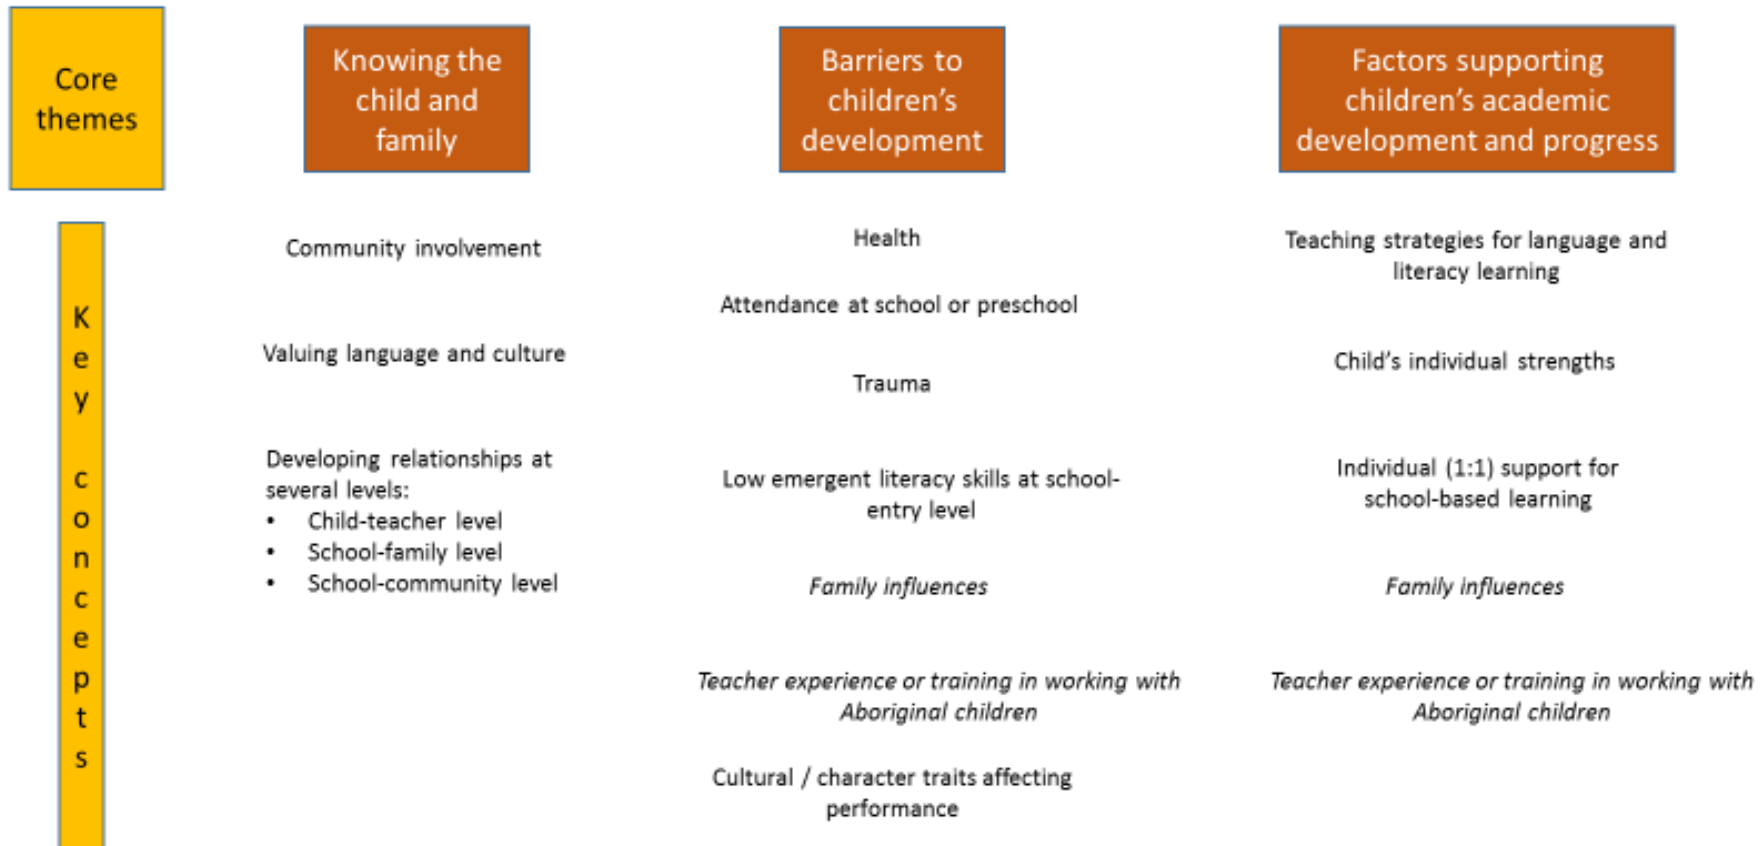 Core
themes
Knowing the
child and
family
Barriers to
children's
development
Factors supporting
children's academic
development and progress
Key concepts
Community involvement
Valuing language and culture
Developing relationships at
several levels:
• Child-teacher level
• School-family level
• School-community level
Health
Attendance at school or preschool
Trauma
Low emergent literacy skills at school-
entry level
Family influences
Teacher experience or training in working with
Aboriginal children
Cultural / character traits affecting
performance
Teaching strategies for language and
literacy learning
Child's individual strengths
Individual (1:1) support for
school-based learning
Family influences
Teacher experience or training in working with
Aboriginal children